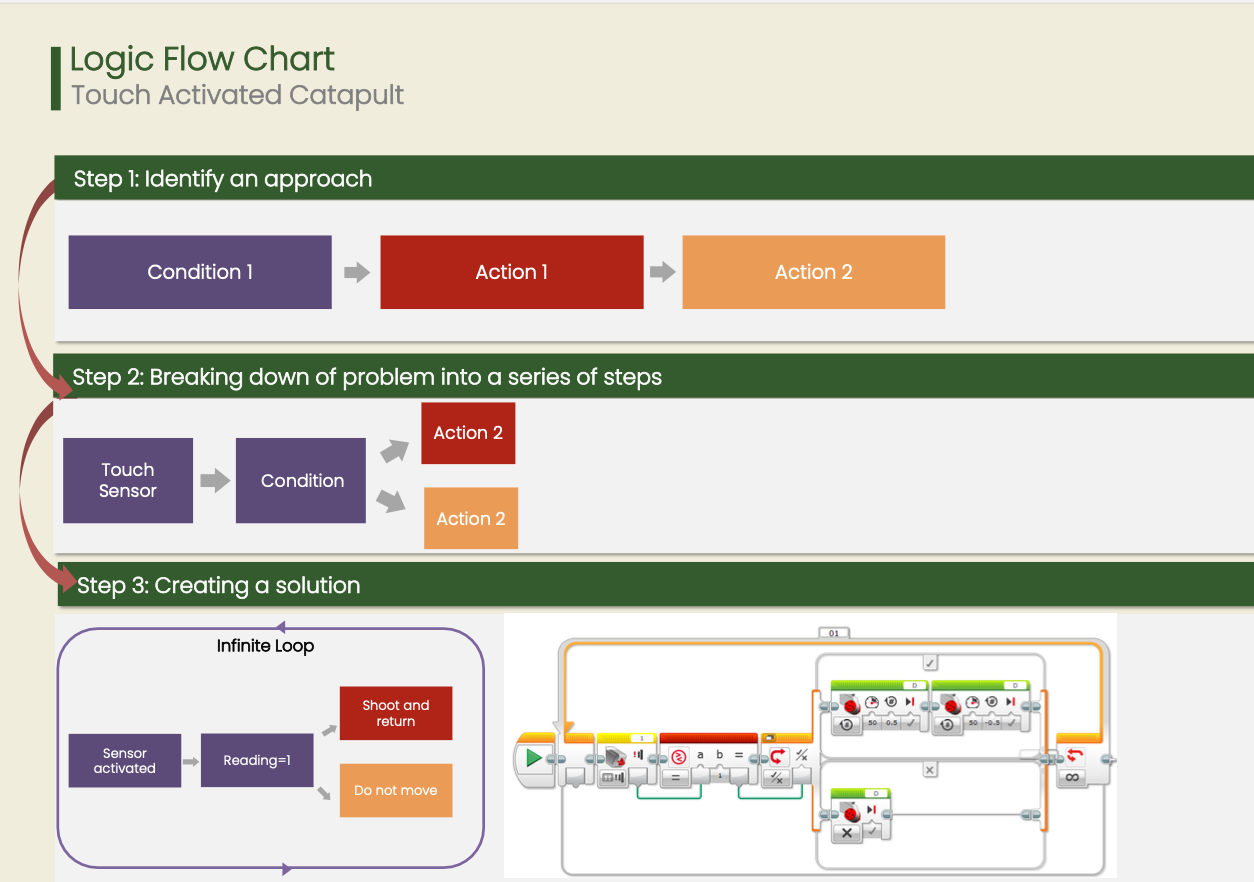 Logic Flow Chart
Touch Activated Catapult
Step 1: Identify an approach
Condition 1
Action 1
Action 2
Step 2: Breaking down of problem into a series of steps
Touch
Sensor
Condition
Action 2
Action 2
Step 3: Creating a solution
Infinite Loop
Sensor
activated
Reading=1
Shoot and
return
Do not move
01
D
D
1
a b =
=
1
50 0.5
50 -0.5
D